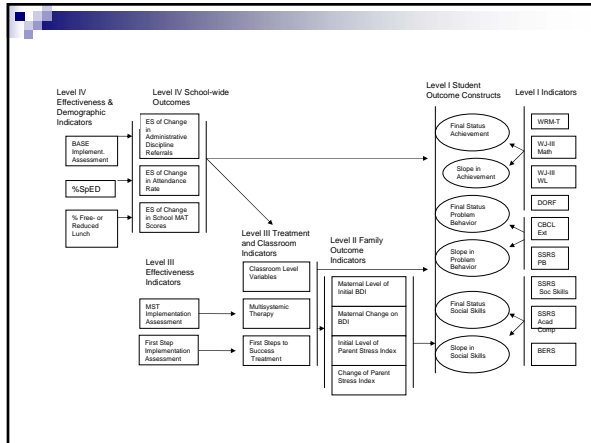 Level IV
Effectiveness &
Demographic
Indicators
BASE
Implement.
Assessment
%SpED
% Free- or
Reduced
Lunch
Level IV School-wide
Outcomes
ES of Change
in
Administrative
Discipline
Referrals
ES of Change
in Attendance
Rate
ES of Change
in School MAT
Scores
Level III
Effectiveness
Indicators
MST
Implementation
Assessment
First Step
Implementation
Assessment
Level III Treatment
and Classroom
Indicators
Classroom Level
Variables
Multisystemic
Therapy
First Steps to
Success
Treatment
Level II Family
Outcome
Indicators
Maternal Level of
Initial BDI
Maternal Change on
BDI
Initial Level of
Parent Stress Index
Change of Parent
Stress Index
Level I Student
Outcome Constructs
Final Status
Achievement
Slope in
Achievement
Final Status
Problem
Behavior
Slope in
Problem
Behavior
Final Status
Social Skills
Slope in
Social Skills
Level I Indicators
WRM-T
WJ-III
Math
WJ-III
WL
DORF
CBCL
Ext
SSRS
PB
SSRS
Soc Skills
SSRS
Acad
Comp
BERS